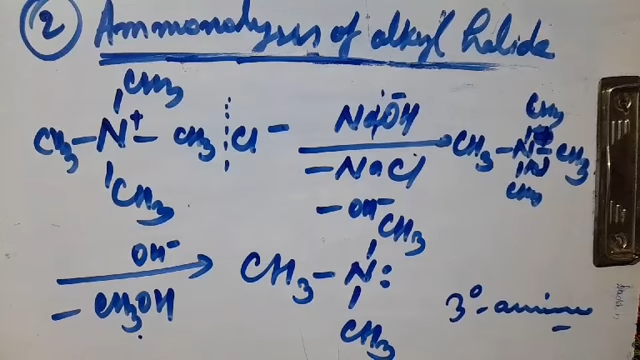 2 Ammonolysis of alkyl halide
CH3
CH3-N+-CH3 Cl-
CH3
NaOH
-NaCl
-OH-
CH3
CH3-N-CH3
CH3
OH-
-CH3OH
CH3
CH3-N:
CH3
3°-amine